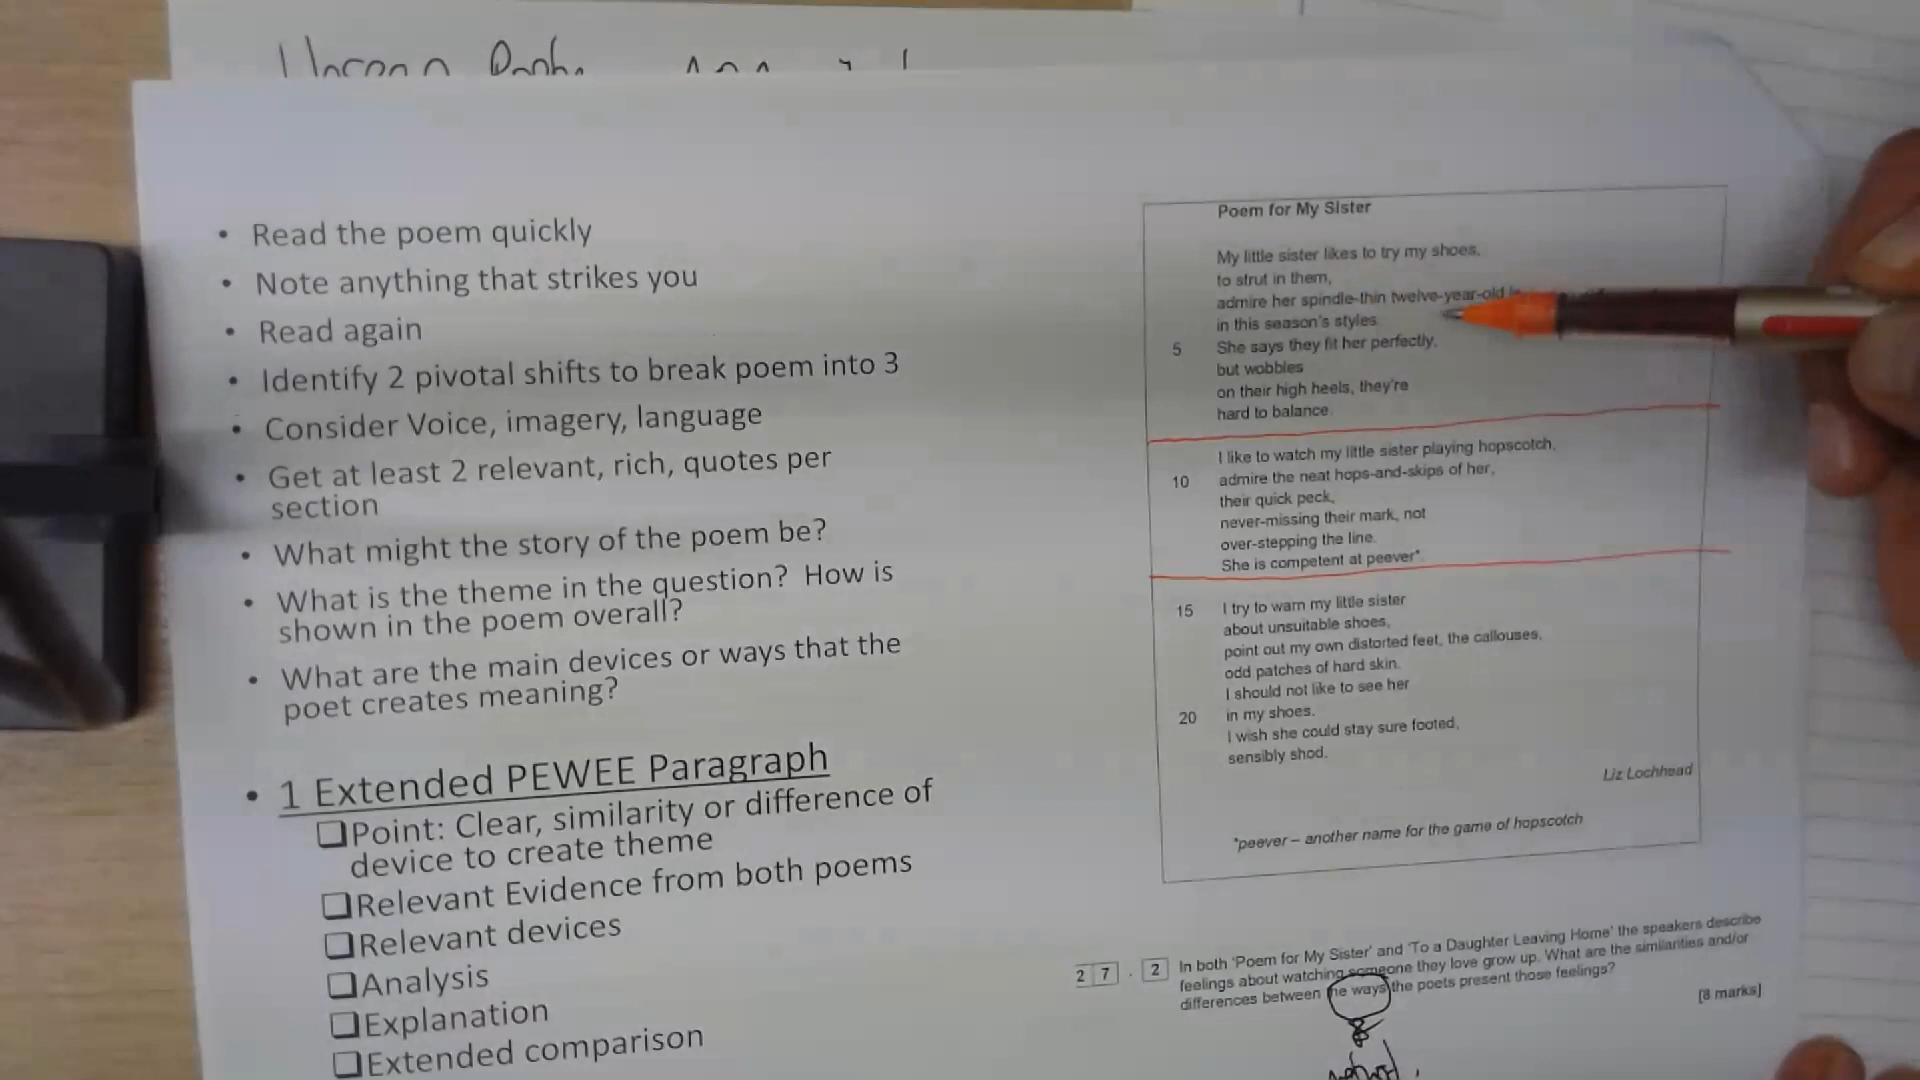 • Read the poem quickly
• Note anything that strikes you
• Read again
• Identify 2 pivotal shifts to break poem into 3
• Consider Voice, imagery, language
• Get at least 2 relevant, rich, quotes per
section
• What might the story of the poem be?
• What is the theme in the question? How is
shown in the poem overall?
• What are the main devices or ways that the
poet creates meaning?
• 1 Extended PEWEE Paragraph
❑Point: Clear, similarity or difference of
device to create theme
❑Relevant Evidence from both poems
❑Relevant devices
❑Analysis
❑Explanation
❑Extended comparison
Poem for My Sister
My little sister likes to try my shoes,
to strut in them,
admire her spindle-thin twelve-year-old
in this season's styles.
5 She says they fit her perfectly,
but wobbles
on their high heels, they're
hard to balance.
I like to watch my little sister playing hopscotch,
10 admire the neat hops-and-skips of her,
their quick peck,
never-missing their mark, not
over-stepping the line.
She is competent at peever*.
15 I try to warn my little sister
about unsuitable shoes,
point out my own distorted feet, the callouses,
odd patches of hard skin.
I should not like to see her
20 in my shoes.
I wish she could stay sure footed,
sensibly shod.
Liz Lochhead
*peever – another name for the game of hopscotch
2 7 . 2 In both 'Poem for My Sister' and 'To a Daughter Leaving Home' the speakers describe
feelings about watching someone they love grow up. What are the similarities and/or
differences between the ways the poets present those feelings?
[8 marks]